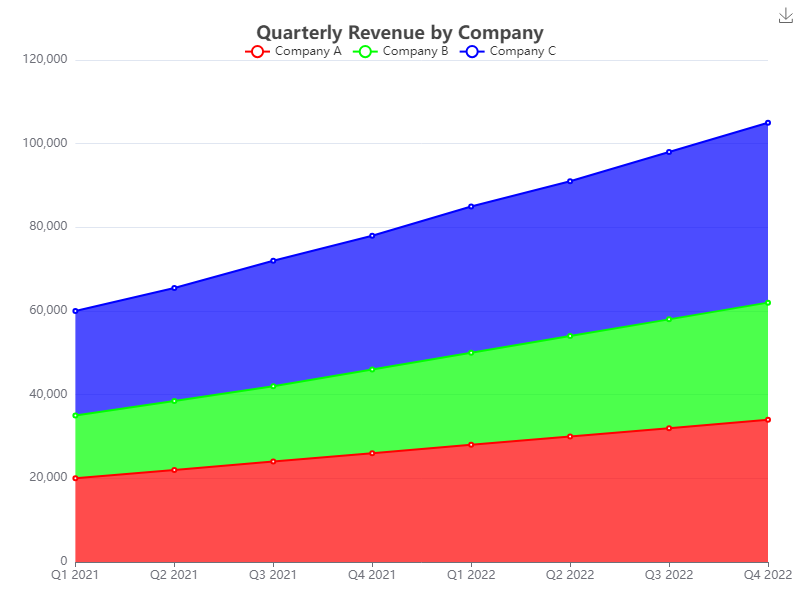 Quarterly Revenue by Company
Company A Company B Company C
120,000
100,000
80,000
60,000
40,000
20,000
0
Q1 2021 Q2 2021 Q3 2021 Q4 2021 Q1 2022 Q2 2022 Q3 2022 Q4 2022